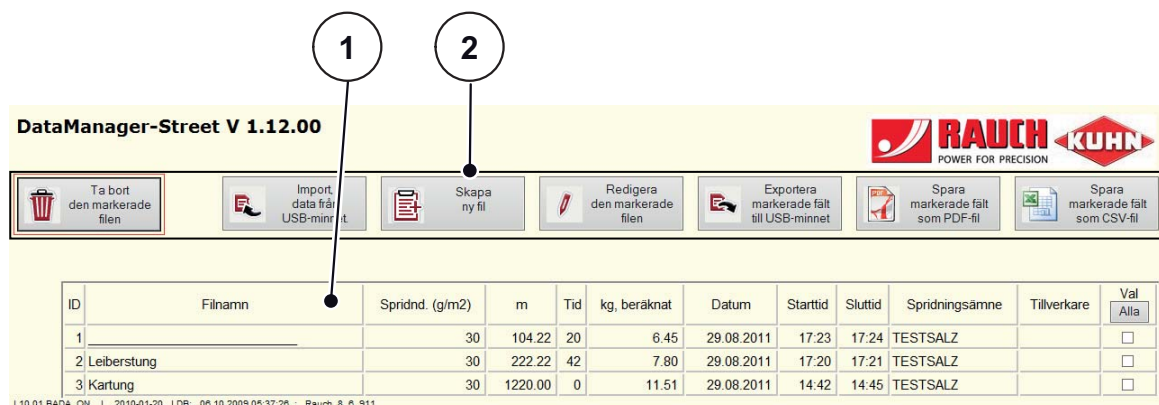 1
2
DataManager-Street V 1.12.00
RAUCH
POWER FOR PRECISION
KUHN
Ta bort
den markerade
filen
Import,
data från
USB-minnet.
Skapa
ny fil
Redigera
den markerade
filen
Exportera
markerade fält
till USB-minnet
Spara
markerade fält
som PDF-fil
Spara
markerade fält
som CSV-fil
ID Filnamn Spridnd. (g/m2) m Tid kg, beräknat Datum Starttid Sluttid Spridningsämne Tillverkare Val
Alla
1 30 104.22 20 6.45 29.08.2011 17:23 17:24 TESTSALZ
2 Leiberstung 30 222.22 42 7.80 29.08.2011 17:20 17:21 TESTSALZ
3 Kartung 30 1220.00 0 11.51 29.08.2011 14:42 14:45 TESTSALZ